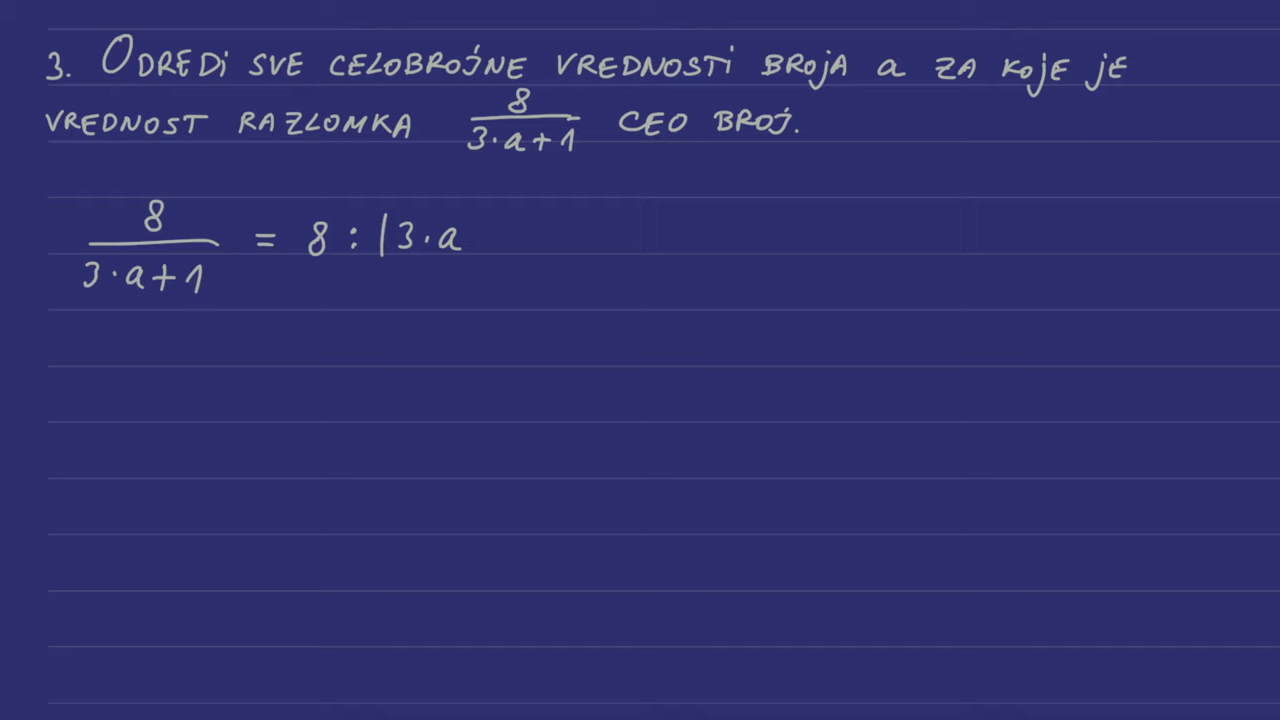 3. ODREDI SVE CELOBROJNE VREDNOSTI BROJA a ZA KOJE JE
VREDNOST RAZLOMKA 8/(3·a+1) CEO BROJ.
8/(3·a+1) = 8 : |3·a